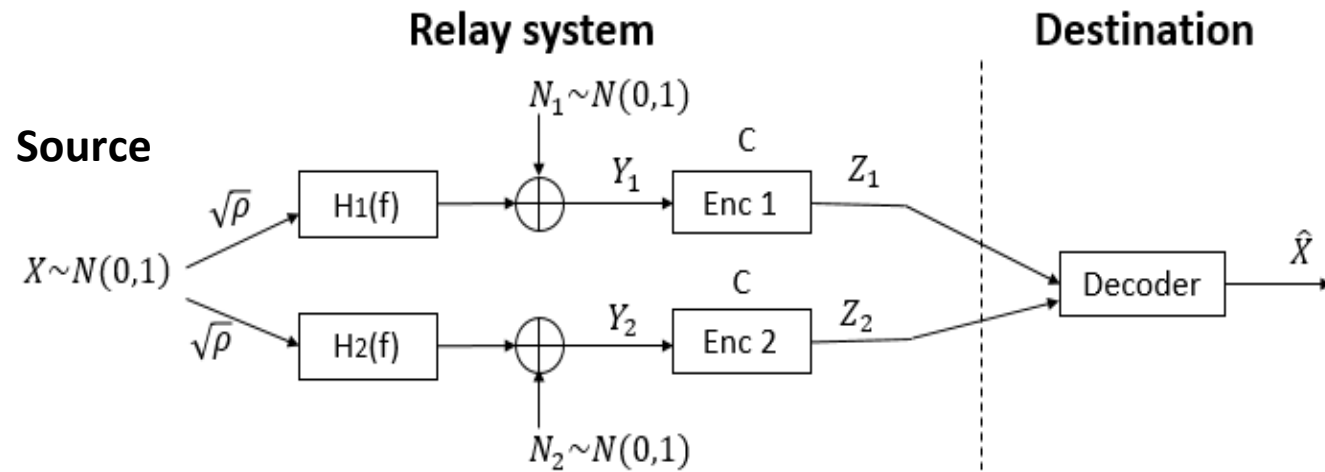 Relay system
Destination
Source
N₁~N(0,1)
C
√ρ
H1(f)
Y₁
Enc 1
Z₁
X~N(0,1)
Decoder
X̂
C
√ρ
H2(f)
Y₂
Enc 2
Z₂
N₂~N(0,1)